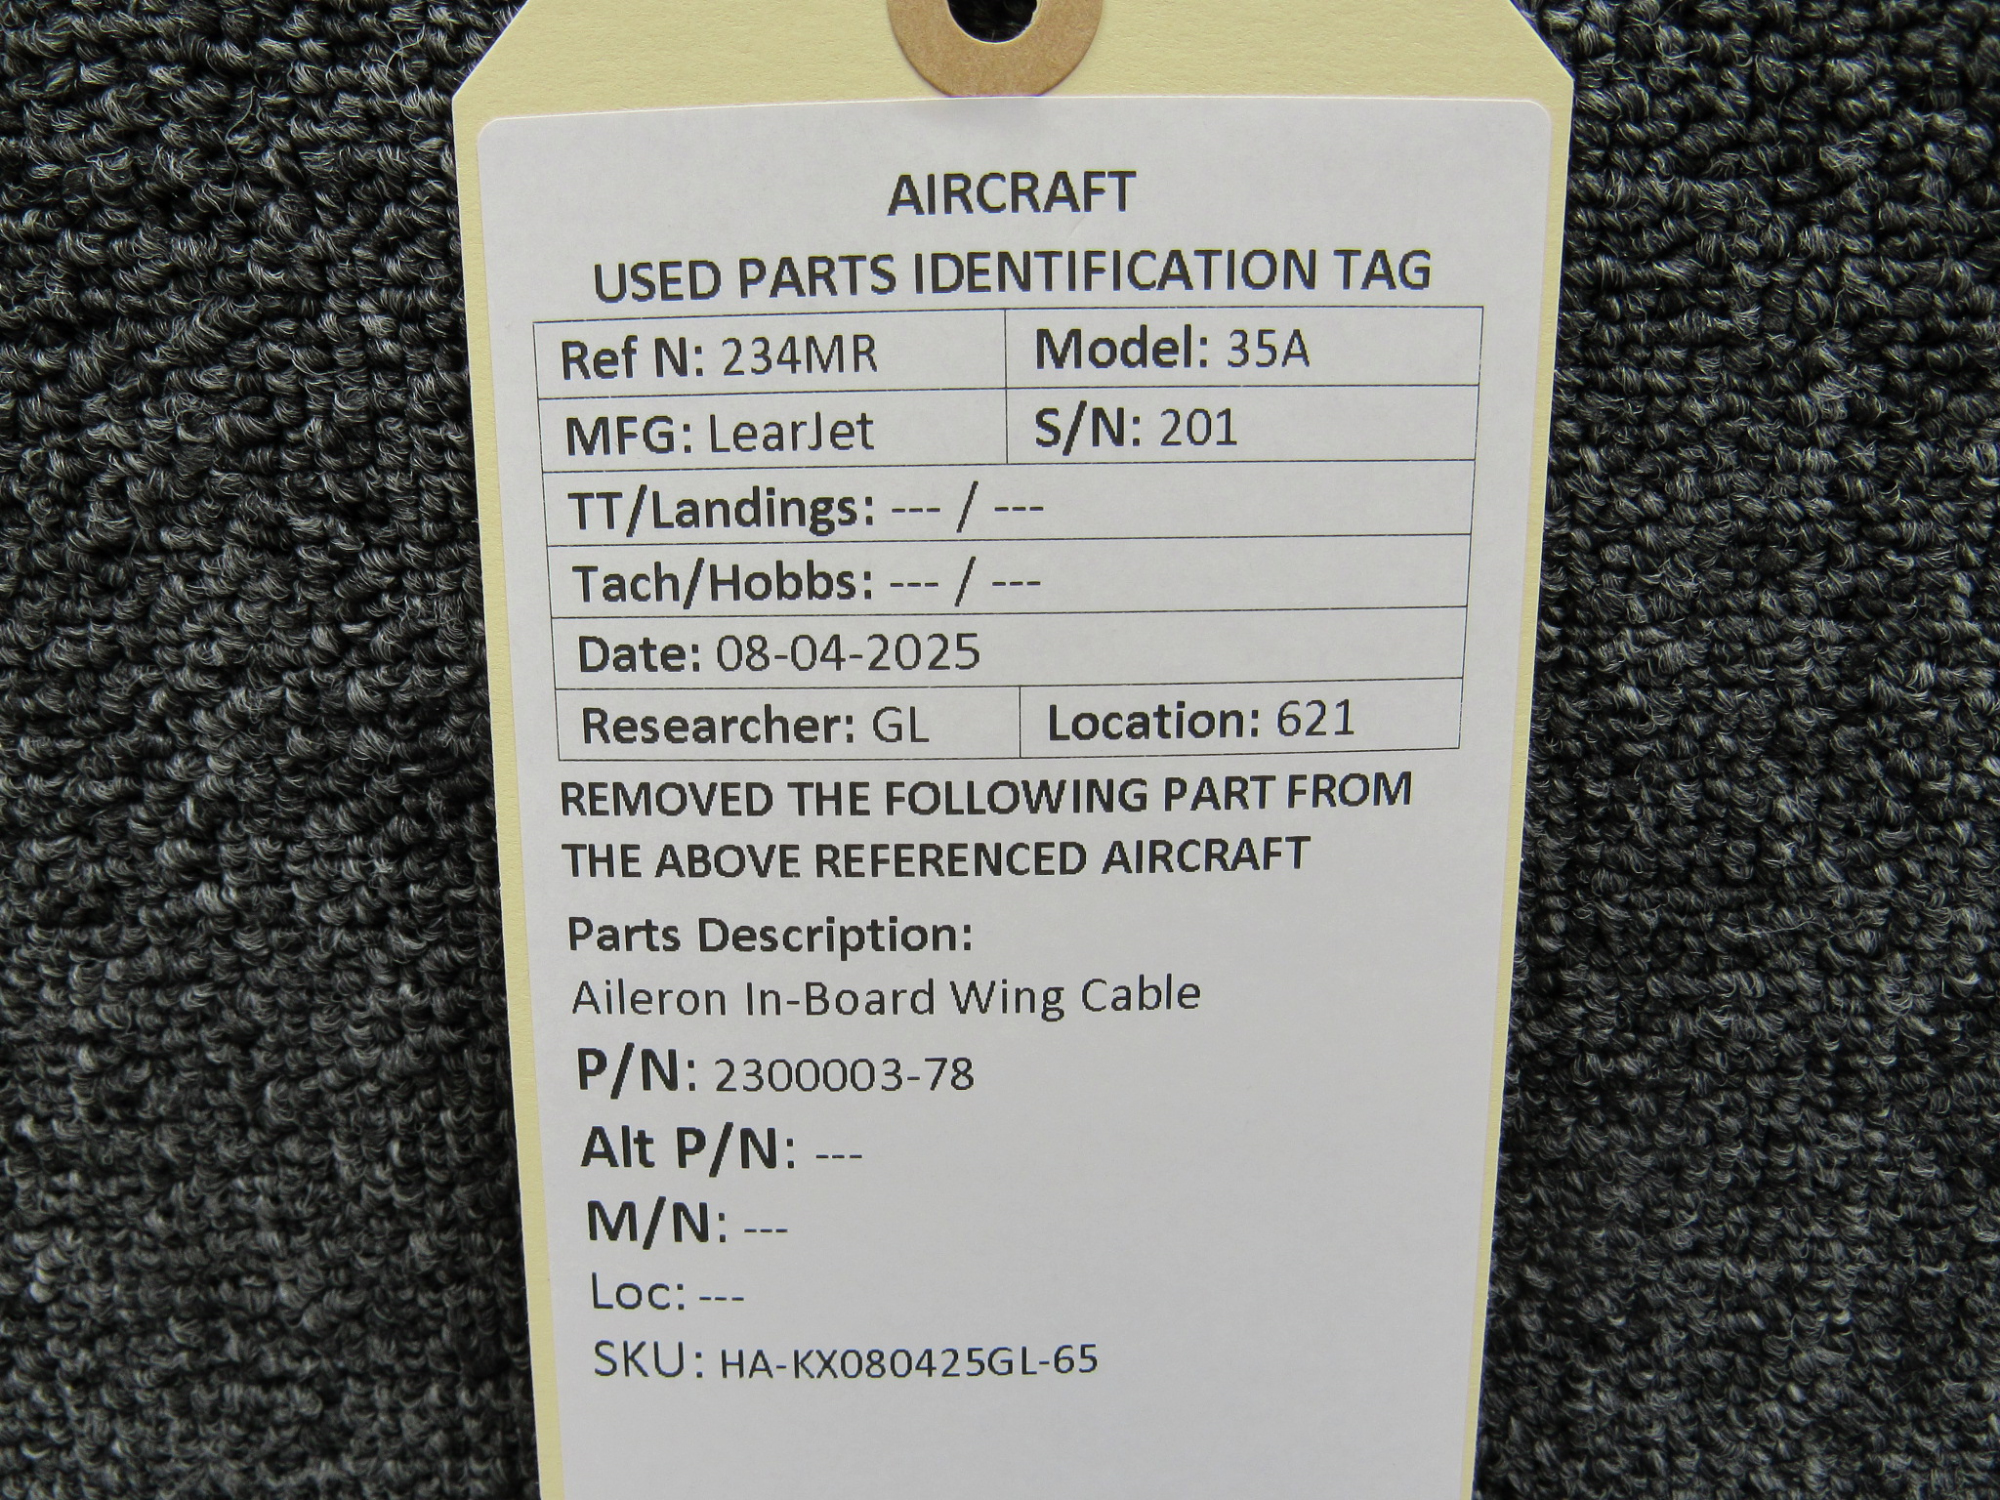 AIRCRAFT
USED PARTS IDENTIFICATION TAG
Ref N: 234MR Model: 35A
MFG: LearJet S/N: 201
TT/Landings: --- / ---
Tach/Hobbs: --- / ---
Date: 08-04-2025
Researcher: GL Location: 621
REMOVED THE FOLLOWING PART FROM
THE ABOVE REFERENCED AIRCRAFT
Parts Description:
Aileron In-Board Wing Cable
P/N: 2300003-78
Alt P/N: ---
M/N: ---
Loc: ---
SKU: HA-KX080425GL-65